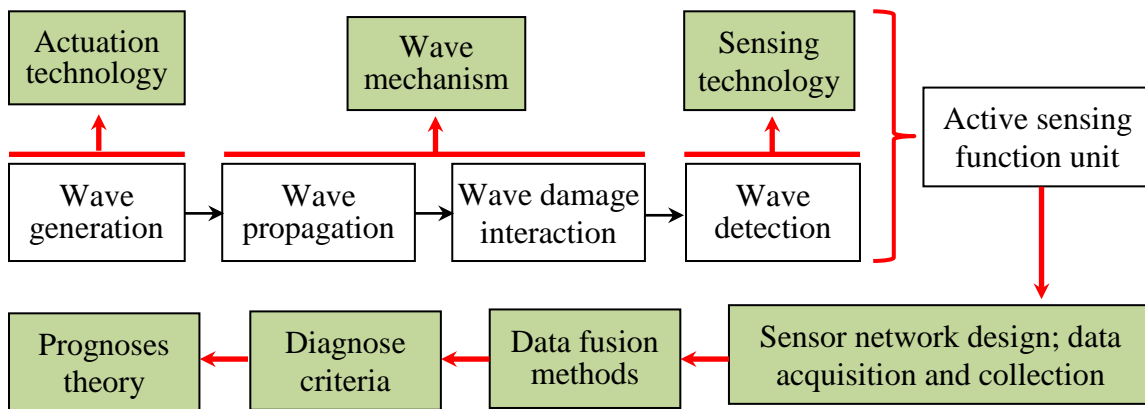 Actuation
technology
Wave
mechanism
Sensing
technology
Active sensing
function unit
Wave
generation
Wave
propagation
Wave damage
interaction
Wave
detection
Prognoses
theory
Diagnose
criteria
Data fusion
methods
Sensor network design; data
acquisition and collection